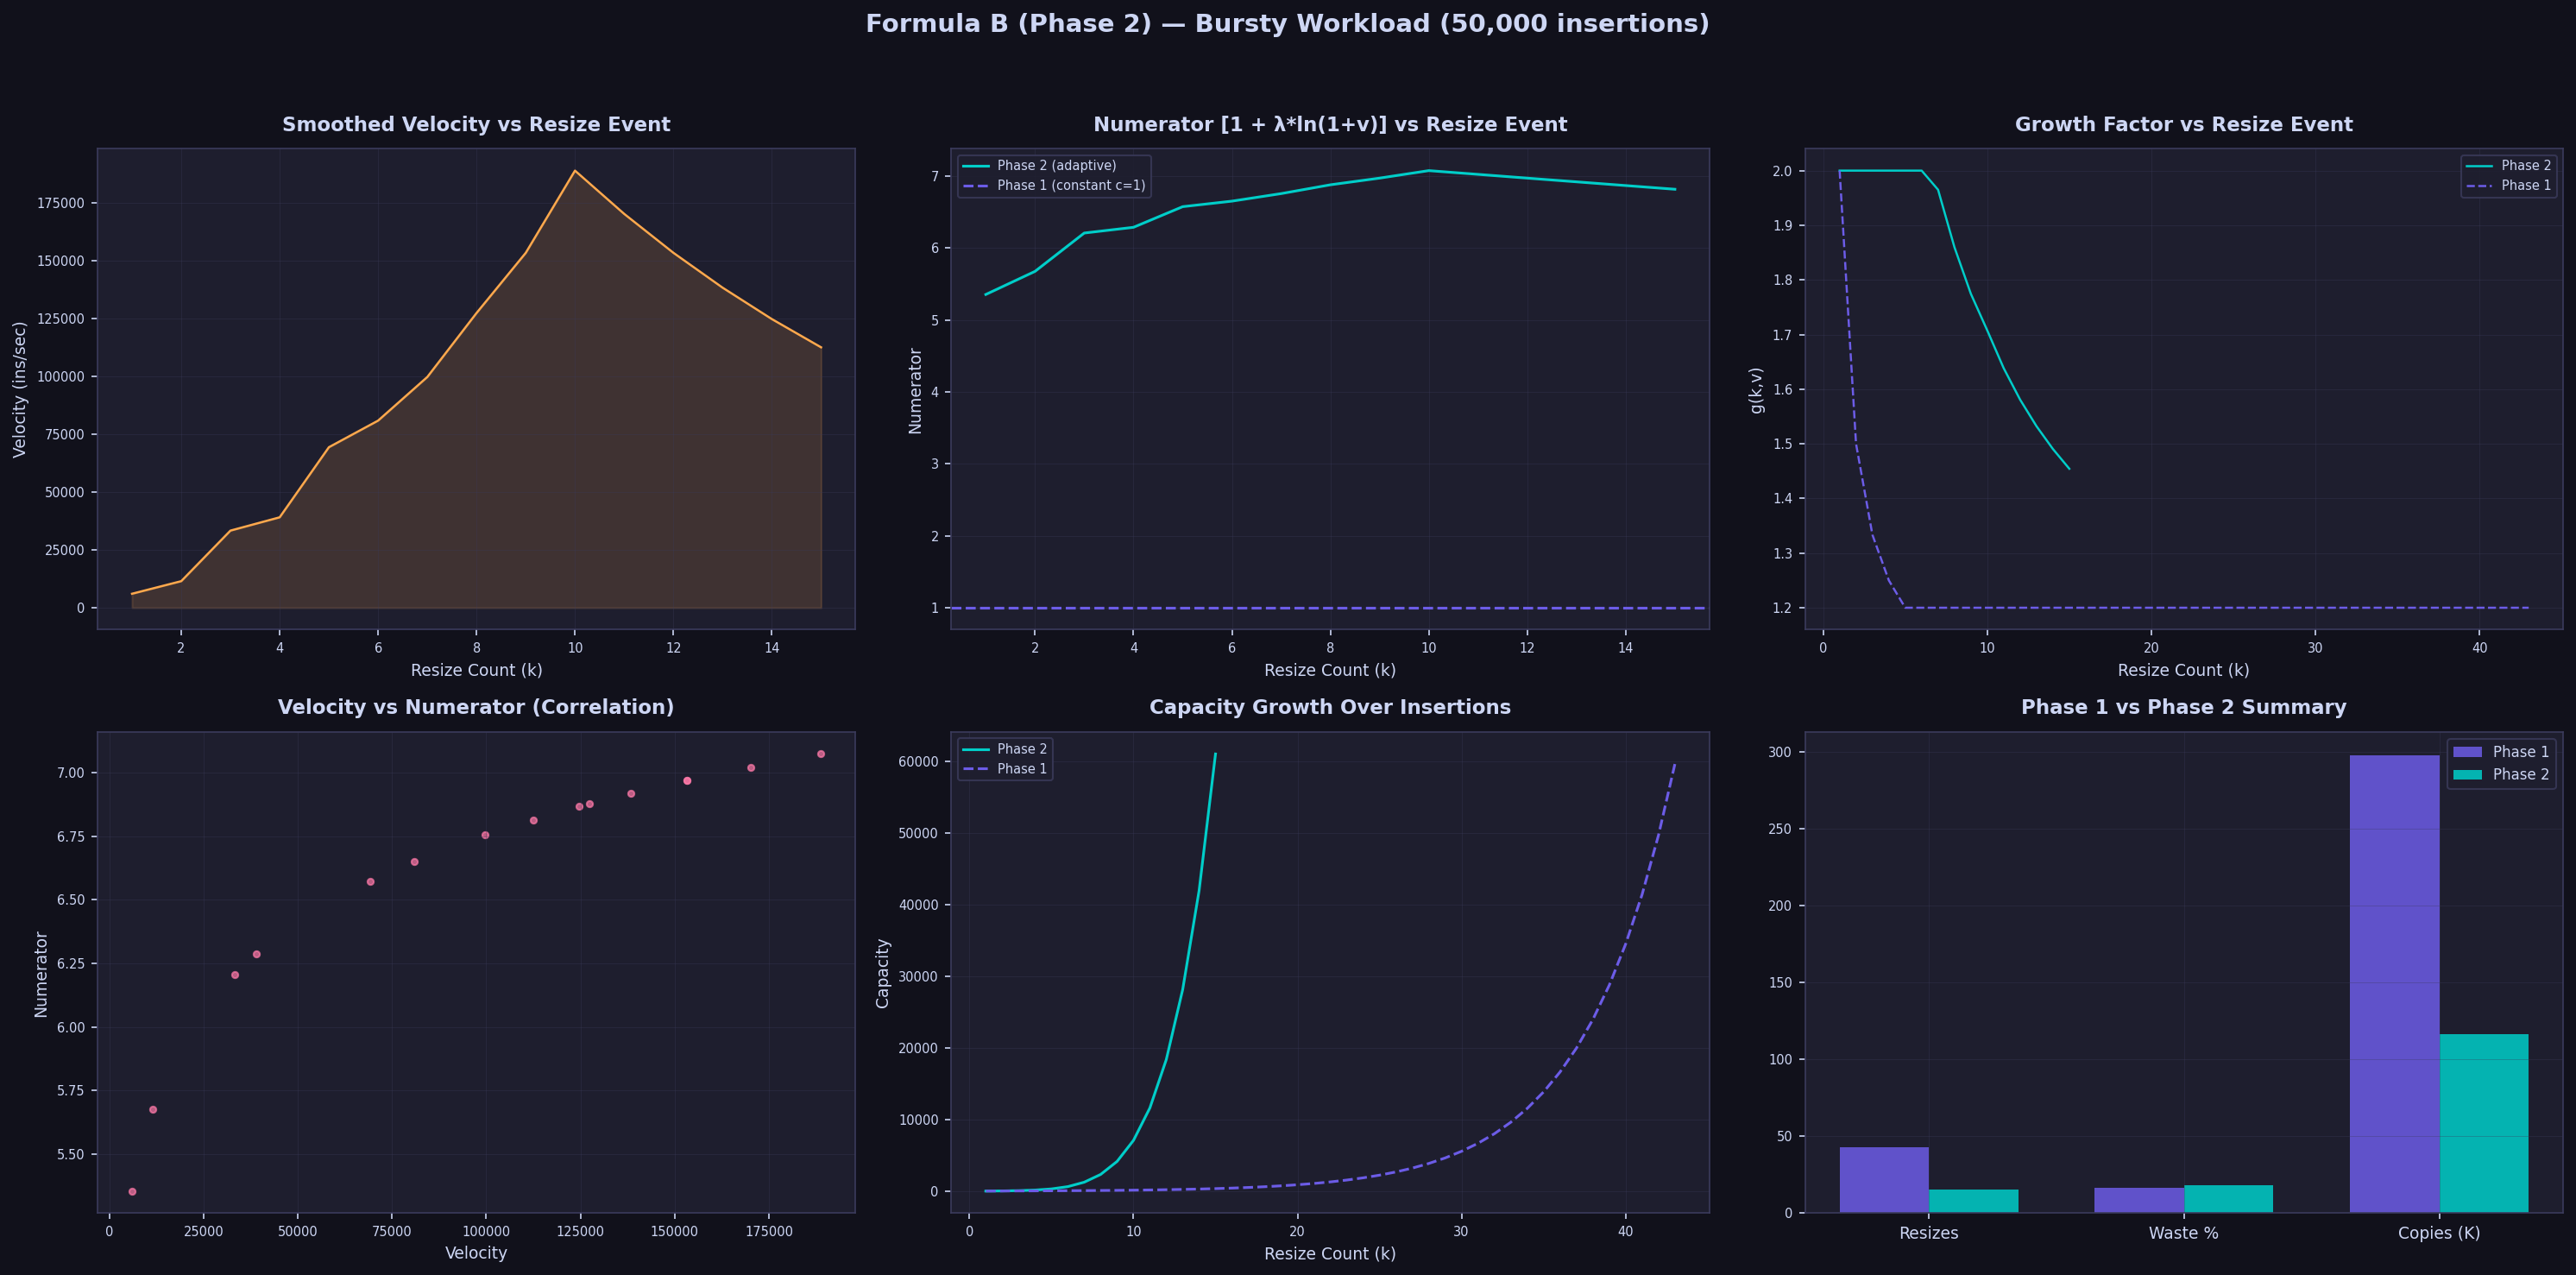 Formula B (Phase 2) — Bursty Workload (50,000 insertions)
Smoothed Velocity vs Resize Event
Velocity (ins/sec)
175000
150000
125000
100000
75000
50000
25000
0
2 4 6 8 10 12 14
Resize Count (k)
Numerator [1 + λ*ln(1+v)] vs Resize Event
Phase 2 (adaptive)
Phase 1 (constant c=1)
Numerator
7
6
5
4
3
2
1
2 4 6 8 10 12 14
Resize Count (k)
Growth Factor vs Resize Event
Phase 2
Phase 1
g(k,v)
2.0
1.9
1.8
1.7
1.6
1.5
1.4
1.3
1.2
0 10 20 30 40
Resize Count (k)
Velocity vs Numerator (Correlation)
Numerator
7.00
6.75
6.50
6.25
6.00
5.75
5.50
0 25000 50000 75000 100000 125000 150000 175000
Velocity
Capacity Growth Over Insertions
Phase 2
Phase 1
Capacity
60000
50000
40000
30000
20000
10000
0
0 10 20 30 40
Resize Count (k)
Phase 1 vs Phase 2 Summary
Phase 1
Phase 2
300
250
200
150
100
50
0
Resizes Waste % Copies (K)